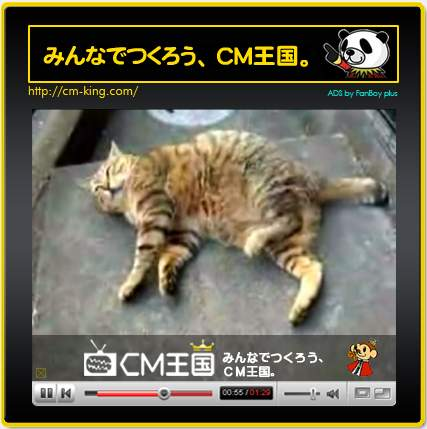 みんなでつくろう、CM王国。
http://cm-king.com/
ADS by FanBoy plus
CM王国
みんなでつくろう、
CM王国。
00:55/01:29